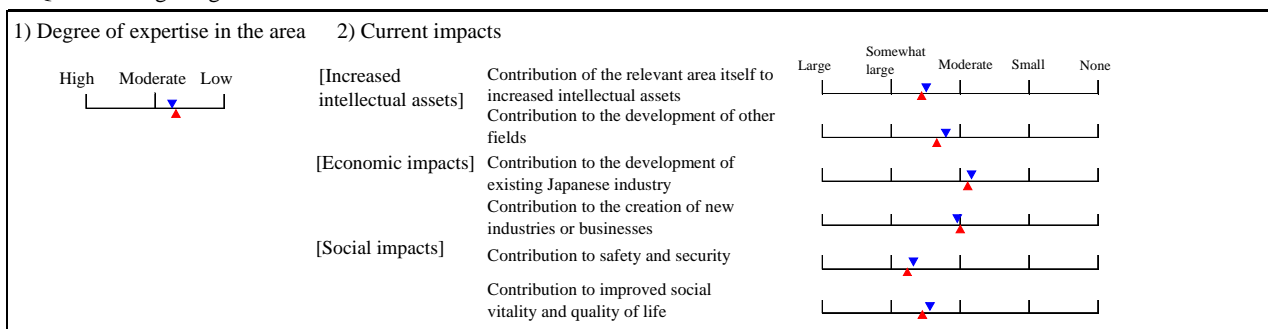 1) Degree of expertise in the area 2) Current impacts
High Moderate Low
[Increased
intellectual assets]
Contribution of the relevant area itself to
increased intellectual assets
Large Somewhat
large Moderate Small None
Contribution to the development of other
fields
[Economic impacts]
Contribution to the development of
existing Japanese industry
Contribution to the creation of new
industries or businesses
[Social impacts]
Contribution to safety and security
Contribution to improved social
vitality and quality of life